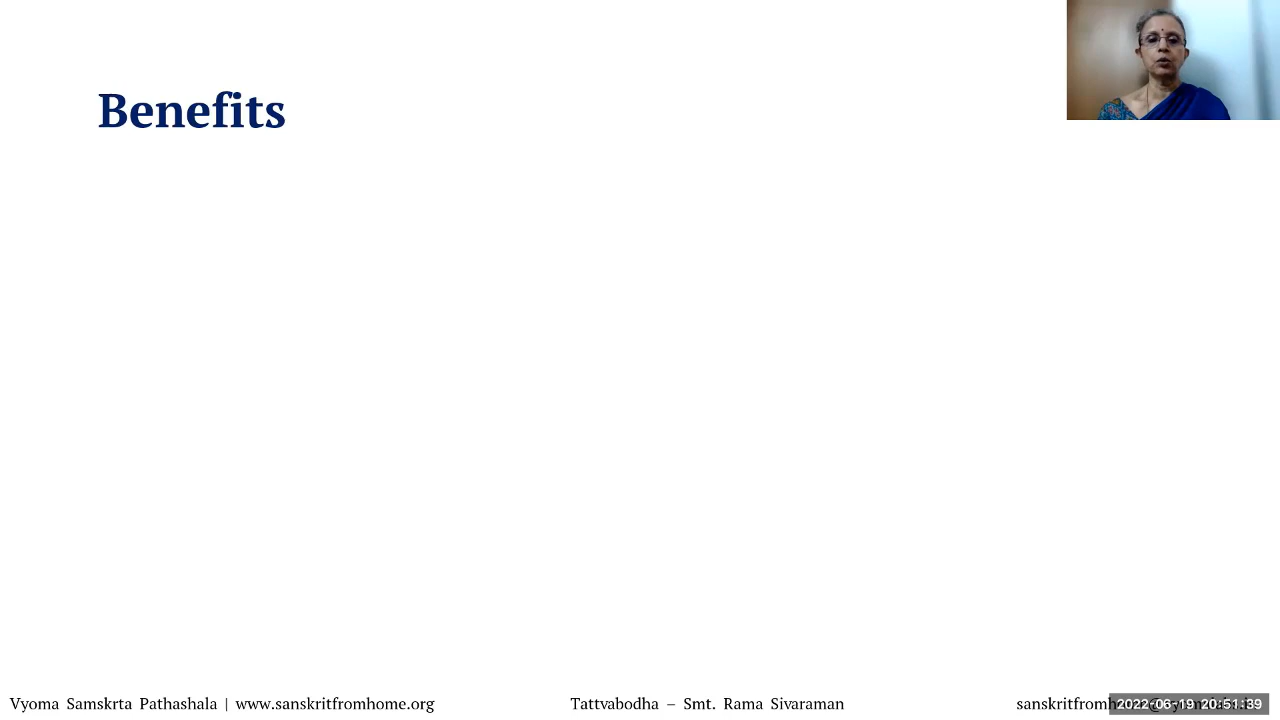 Benefits
Vyoma Samskrta Pathashala | www.sanskritfromhome.org
Tattvabodha – Smt. Rama Sivaraman
2022-06-19 20:51:39